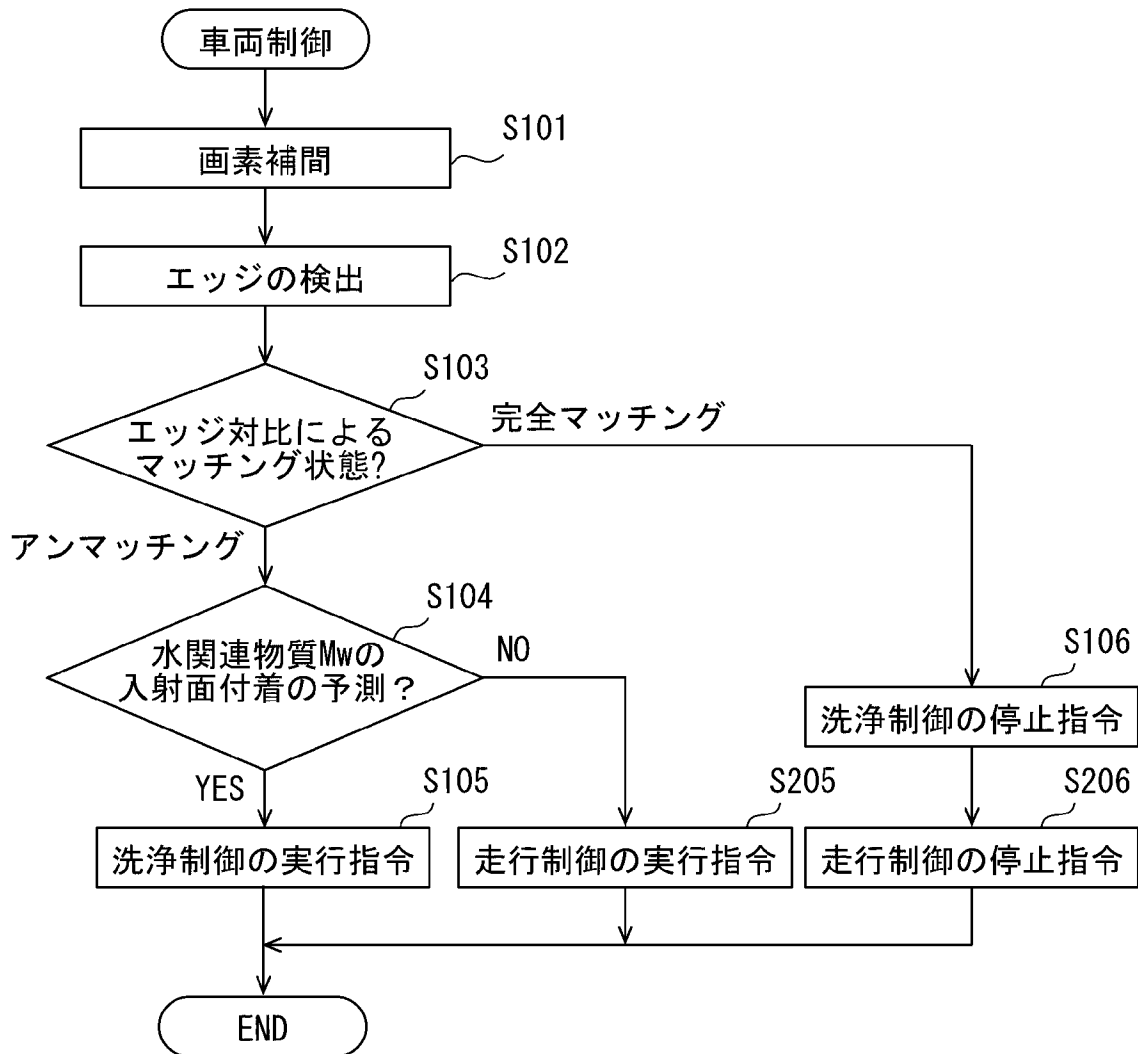 車両制御
S101
画素補間
S102
エッジの検出
S103
エッジ対比による
マッチング状態?
完全マッチング
アンマッチング
S104
水関連物質Mwの
入射面付着の予測？
NO
YES
S106
洗浄制御の停止指令
S105
洗浄制御の実行指令
S205
走行制御の実行指令
S206
走行制御の停止指令
END